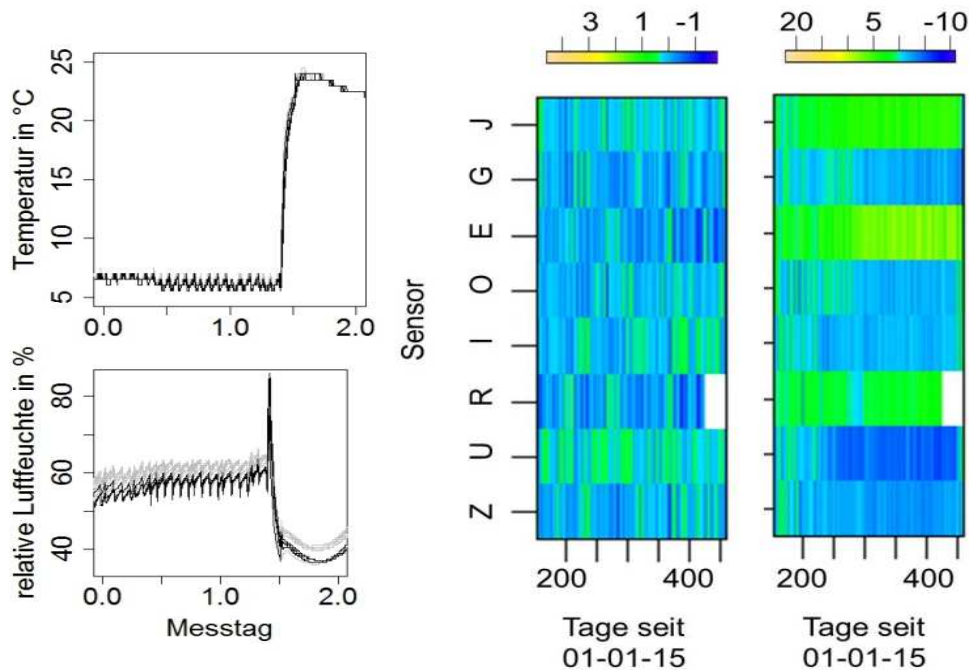 Temperatur in °C
25
20
15
10
5
0.0 1.0 2.0
relative Luftfeuchte in %
80
60
40
0.0 1.0 2.0
Messtag
3 1 -1
20 5 -10
Sensor
J
G
E
O
I
R
U
Z
200 400
200 400
Tage seit
01-01-15
Tage seit
01-01-15